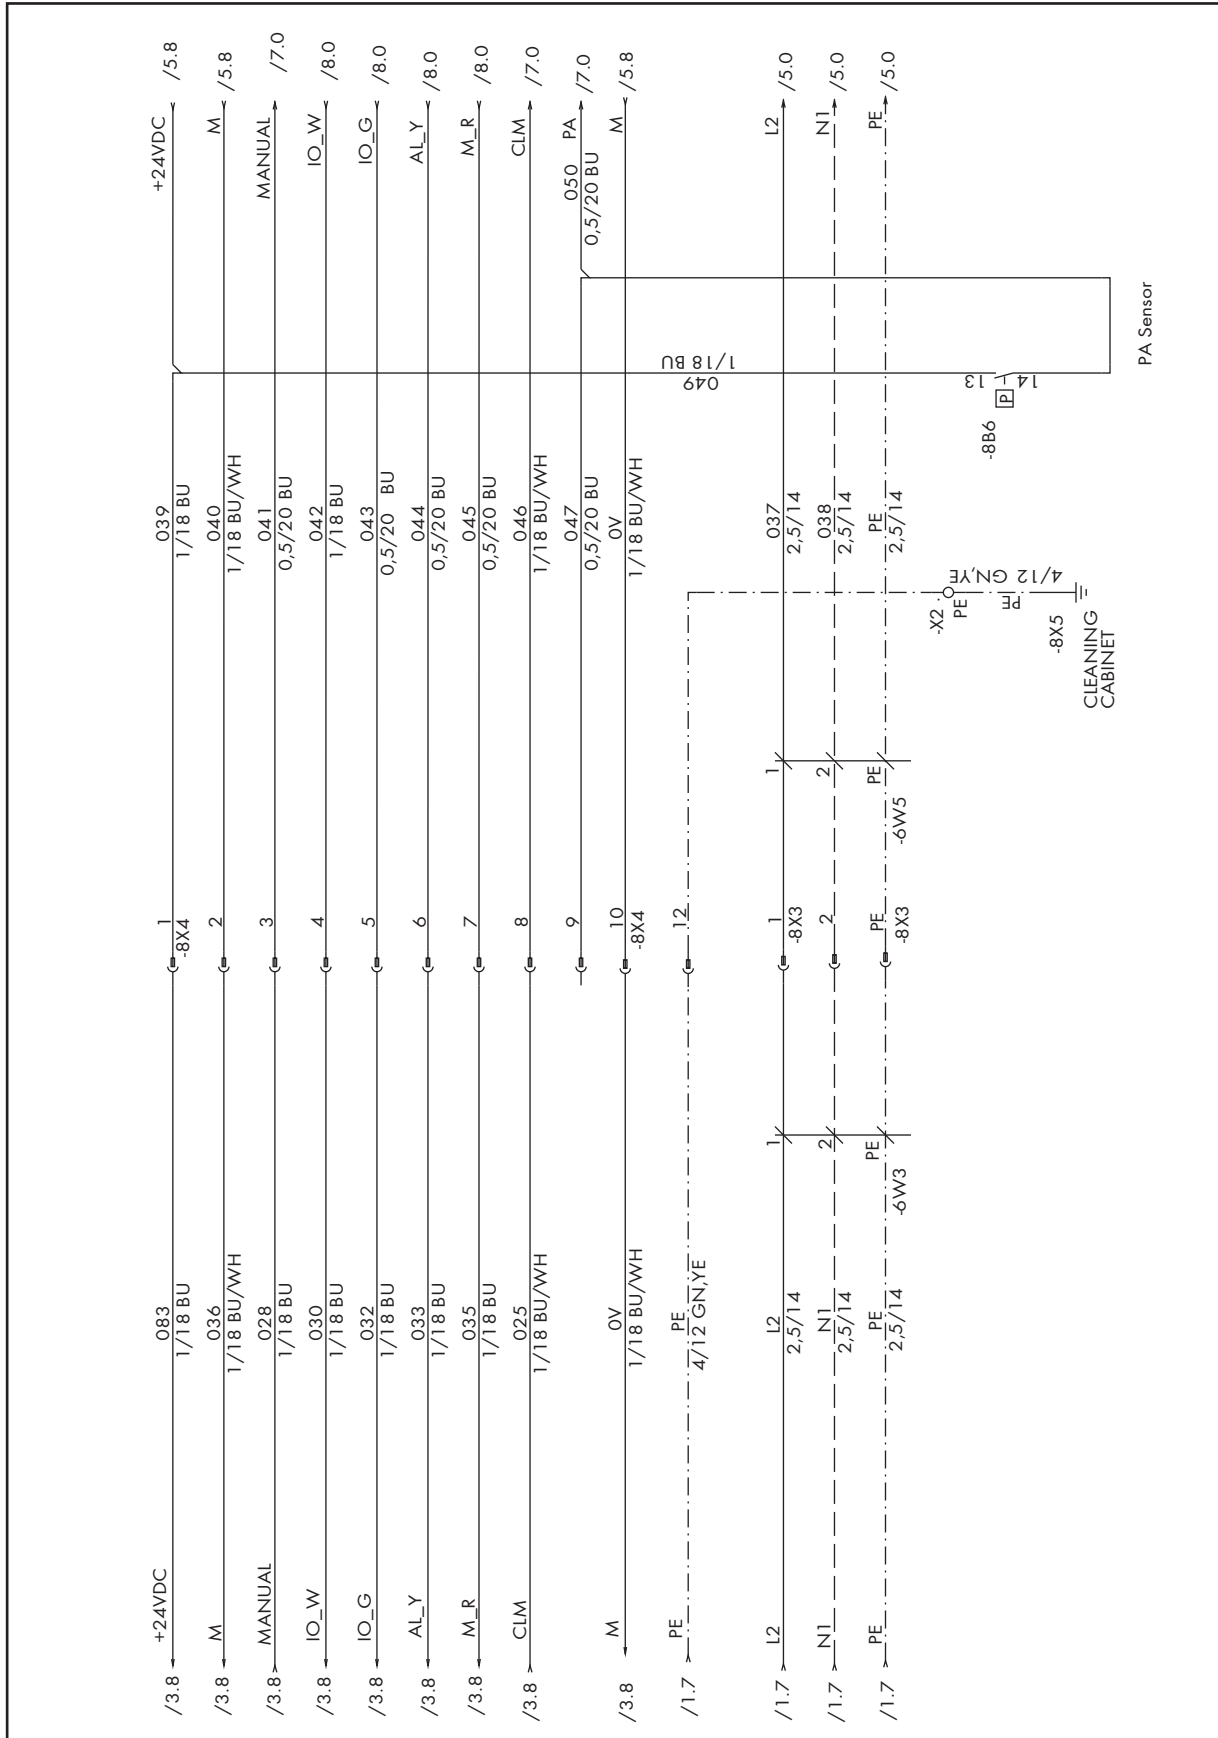 +24VDC /5.8
M /5.8
MANUAL /7.0
IO_W /8.0
IO_G /8.0
AL_Y /8.0
M_R /8.0
CLM /7.0
050 PA /7.0
0,5/20 BU
M /5.8
L2 /5.0
N1 /5.0
PE /5.0
049
1/18 BU
13
14
P
-8B6
PA Sensor
039
1/18 BU
040
1/18 BU/WH
041
0,5/20 BU
042
1/18 BU
043
0,5/20 BU
044
0,5/20 BU
045
0,5/20 BU
046
1/18 BU/WH
047
0,5/20 BU
0V
1/18 BU/WH
037
2,5/14
038
2,5/14
PE
2,5/14
-X2
PE
PE
4/12 GN,YE
-8X5
CLEANING
CABINET
1
2
PE
-6W5
1
-8X4
2
3
4
5
6
7
8
9
10
-8X4
12
1
-8X3
2
PE
-8X3
1
2
PE
-6W3
083
1/18 BU
036
1/18 BU/WH
028
1/18 BU
030
1/18 BU
032
1/18 BU
033
1/18 BU
035
1/18 BU
025
1/18 BU/WH
0V
1/18 BU/WH
PE
4/12 GN,YE
L2
2,5/14
N1
2,5/14
PE
2,5/14
/3.8 +24VDC
/3.8 M
/3.8 MANUAL
/3.8 IO_W
/3.8 IO_G
/3.8 AL_Y
/3.8 M_R
/3.8 CLM
/3.8 M
/1.7 PE
/1.7 L2
/1.7 N1
/1.7 PE